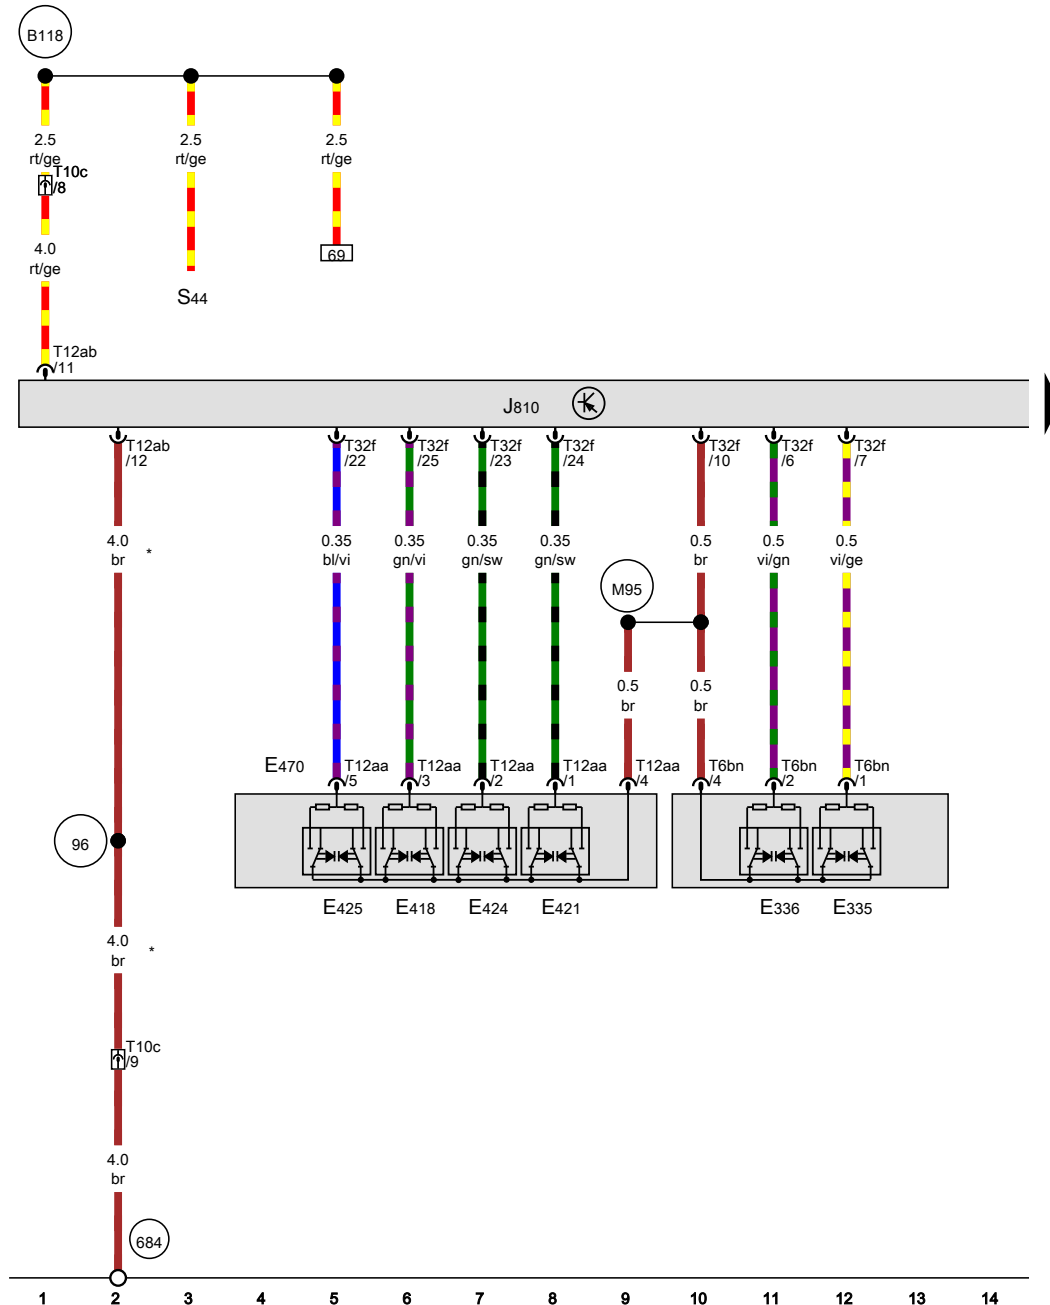 B118
2.5 2.5 2.5
rt/ge rt/ge rt/ge
T10c
/8
4.0
rt/ge
69
S44
T12ab
/11
J810
T12ab T32f T32f T32f T32f T32f T32f T32f
/12 /22 /25 /23 /24 /10 /6 /7
4.0 0.35 0.35 0.35 0.35 0.5 0.5 0.5
br * bl/vi gn/vi gn/sw gn/sw br vi/gn vi/ge
M95
0.5 0.5
br br
E470 T12aa T12aa T12aa T12aa T12aa T6bn T6bn T6bn
/5 /3 /2 /1 /4 /4 /2 /1
96
E425 E418 E424 E421 E336 E335
4.0
br *
T10c
/9
4.0
br
684
1 2 3 4 5 6 7 8 9 10 11 12 13 14